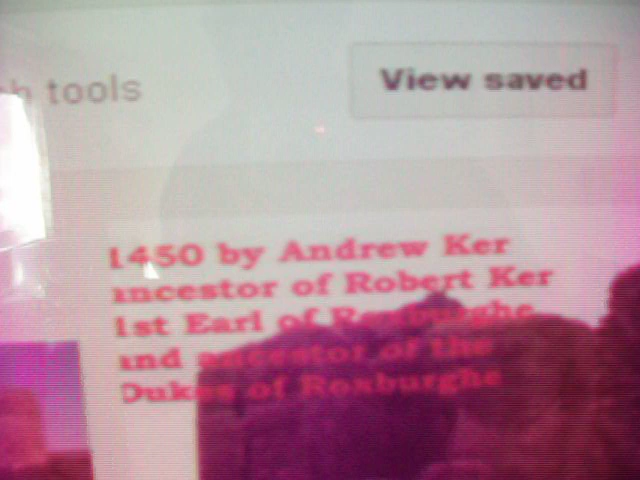 tools
View saved
1450 by Andrew Ker
ancestor of Robert Ker
1st Earl of Roxburghe
and ancestor of the
Dukes of Roxburghe